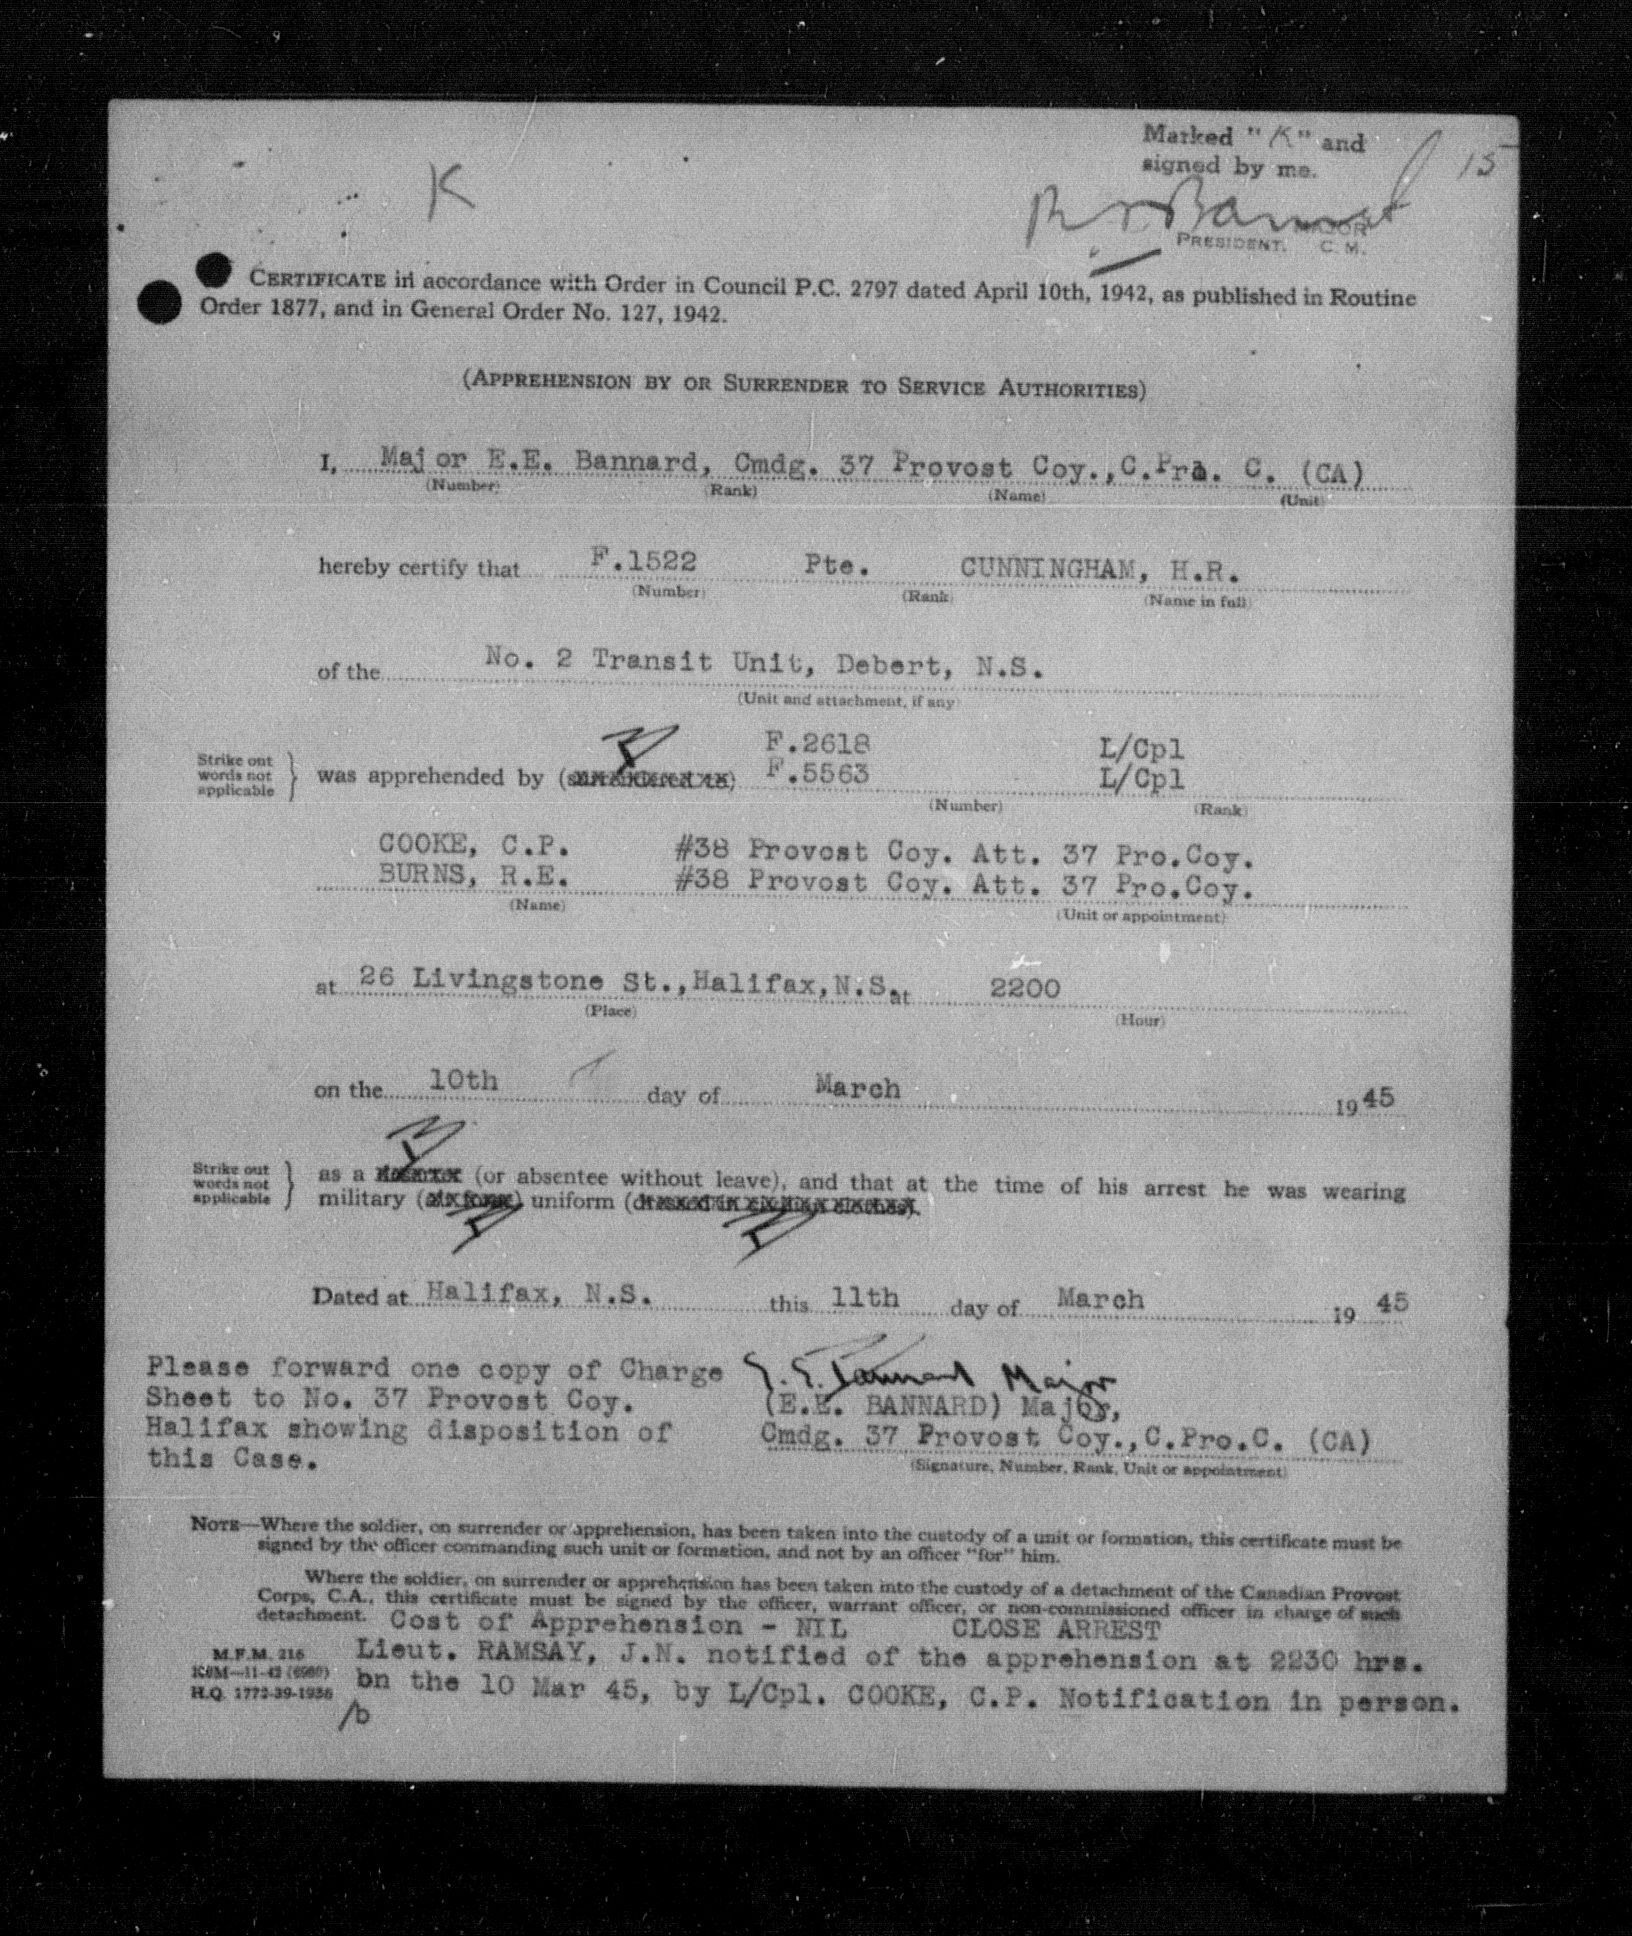 Marked "K" and
signed by me.
15
K
MAJOR
PRESIDENT. C. M.
CERTIFICATE in accordance with Order in Council P.C. 2797 dated April 10th, 1942, as published in Routine
Order 1877, and in General Order No. 127, 1942.
(APPREHENSION BY OR SURRENDER TO SERVICE AUTHORITIES)
I, Major E.E. Bannard, Cmdg. 37 Provost Coy., C. C. (CA)
(Number) (Rank) (Name) (Unit)
hereby certify that F.1522 Pte. CUNNINGHAM, H.R.
(Number) (Rank) (Name in full)
of the No. 2 Transit Unit, Debert, N.S.
(Unit and attachment, if any)
F.2618 L/Cpl
Strike out
words not
applicable
was apprehended by (surrendered to) F.5563 L/Cpl
(Number) (Rank)
COOKE, C.P. #38 Provost Coy. Att. 37 Pro.Coy.
BURNS, R.E. #38 Provost Coy. Att. 37 Pro.Coy.
(Name) (Unit or appointment)
at 26 Livingstone St.,Halifax,N.S. at 2200
(Place) (Hour)
on the 10th day of March 1945
Strike out
words not
applicable
as a deserter (or absentee without leave), and that at the time of his arrest he was wearing
military uniform (dressed in civilian clothes).
Dated at Halifax, N.S. this 11th day of March 19 45
Please forward one copy of Charge
Sheet to No. 37 Provost Coy.
Halifax showing disposition of
this Case.
E. E. Bannard Major
(E.E. BANNARD) Major,
Cmdg. 37 Provost Coy.,C.Pro.C. (CA)
(Signature, Number, Rank, Unit or appointment)
NOTE—Where the soldier, on surrender or apprehension, has been taken into the custody of a unit or formation, this certificate must be
signed by the officer commanding such unit or formation, and not by an officer "for" him.
Where the soldier, on surrender or apprehension has been taken into the custody of a detachment of the Canadian Provost
Corps, C.A., this certificate must be signed by the officer, warrant officer, or non-commissioned officer in charge of such
detachment. Cost of Apprehension - NIL CLOSE ARREST
Lieut. RAMSAY, J.N. notified of the apprehension at 2230 hrs.
on the 10 Mar 45, by L/Cpl. COOKE, C.P. Notification in person.
M.F.M. 216
H.Q. 1772-39-1936
/b